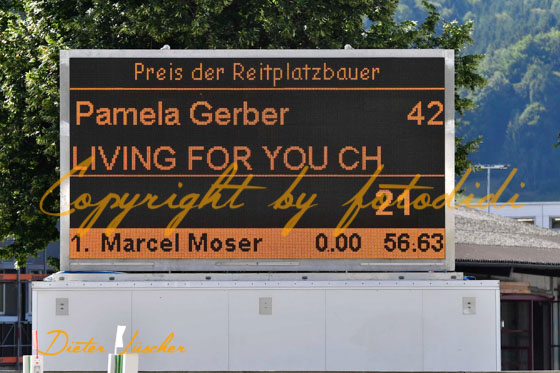 Preis der Reitplatzbauer
Pamela Gerber 42
LIVING FOR YOU CH
Copyright by fotodidi
21
1. Marcel Moser 0.00 56.63
Dieter Lüscher